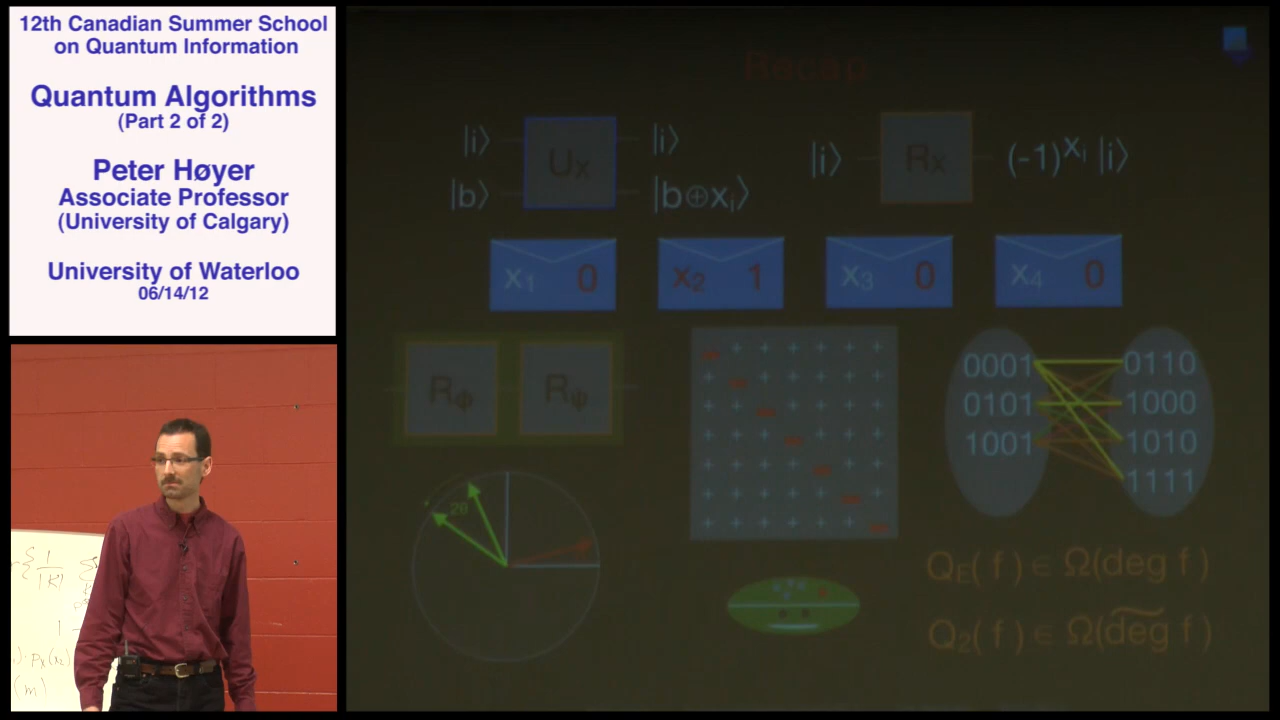 12th Canadian Summer School
on Quantum Information
Quantum Algorithms
(Part 2 of 2)
Peter Høyer
Associate Professor
(University of Calgary)
University of Waterloo
06/14/12
Recap
|i⟩ Ux |i⟩
|b⟩ |b⊕xi⟩
|i⟩ Rx (-1)^xi |i⟩
x1 0 x2 1 x3 0 x4 0
RΦ RΨ
2θ
0001 0110
0101 1000
1001 1010
1111
QE(f) ∈ Ω(deg f)
Q2(f) ∈ Ω(d͠eg f)
(m)